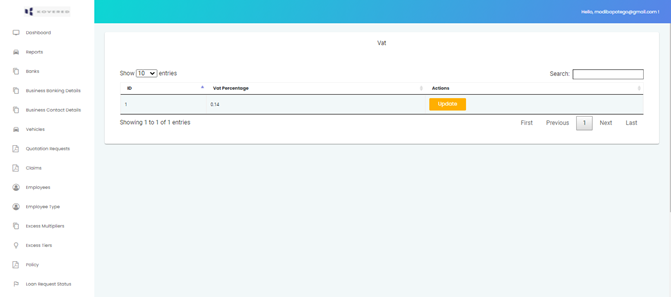 Hello, modibapatego@gmail.com !
Dashboard
Reports
Banks
Business Banking Details
Business Contact Details
Vehicles
Quotation Requests
Claims
Employees
Employee Type
Excess Multipliers
Excess Tiers
Policy
Loan Request Status
Vat
Show 10 entries
Search:
ID Vat Percentage Actions
1 0.14 Update
Showing 1 to 1 of 1 entries
First Previous 1 Next Last